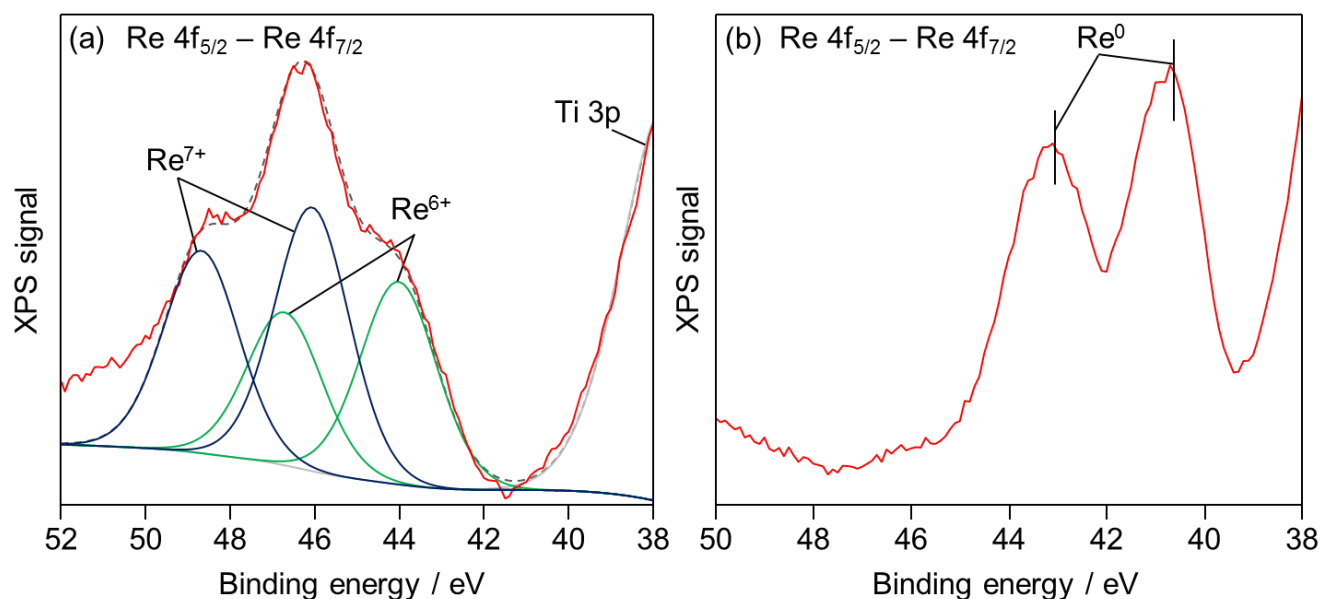 (a) Re 4f5/2 – Re 4f7/2
Ti 3p
Re7+
Re6+
XPS signal
52 50 48 46 44 42 40 38
Binding energy / eV
(b) Re 4f5/2 – Re 4f7/2
Re0
XPS signal
50 48 46 44 42 40 38
Binding energy / eV